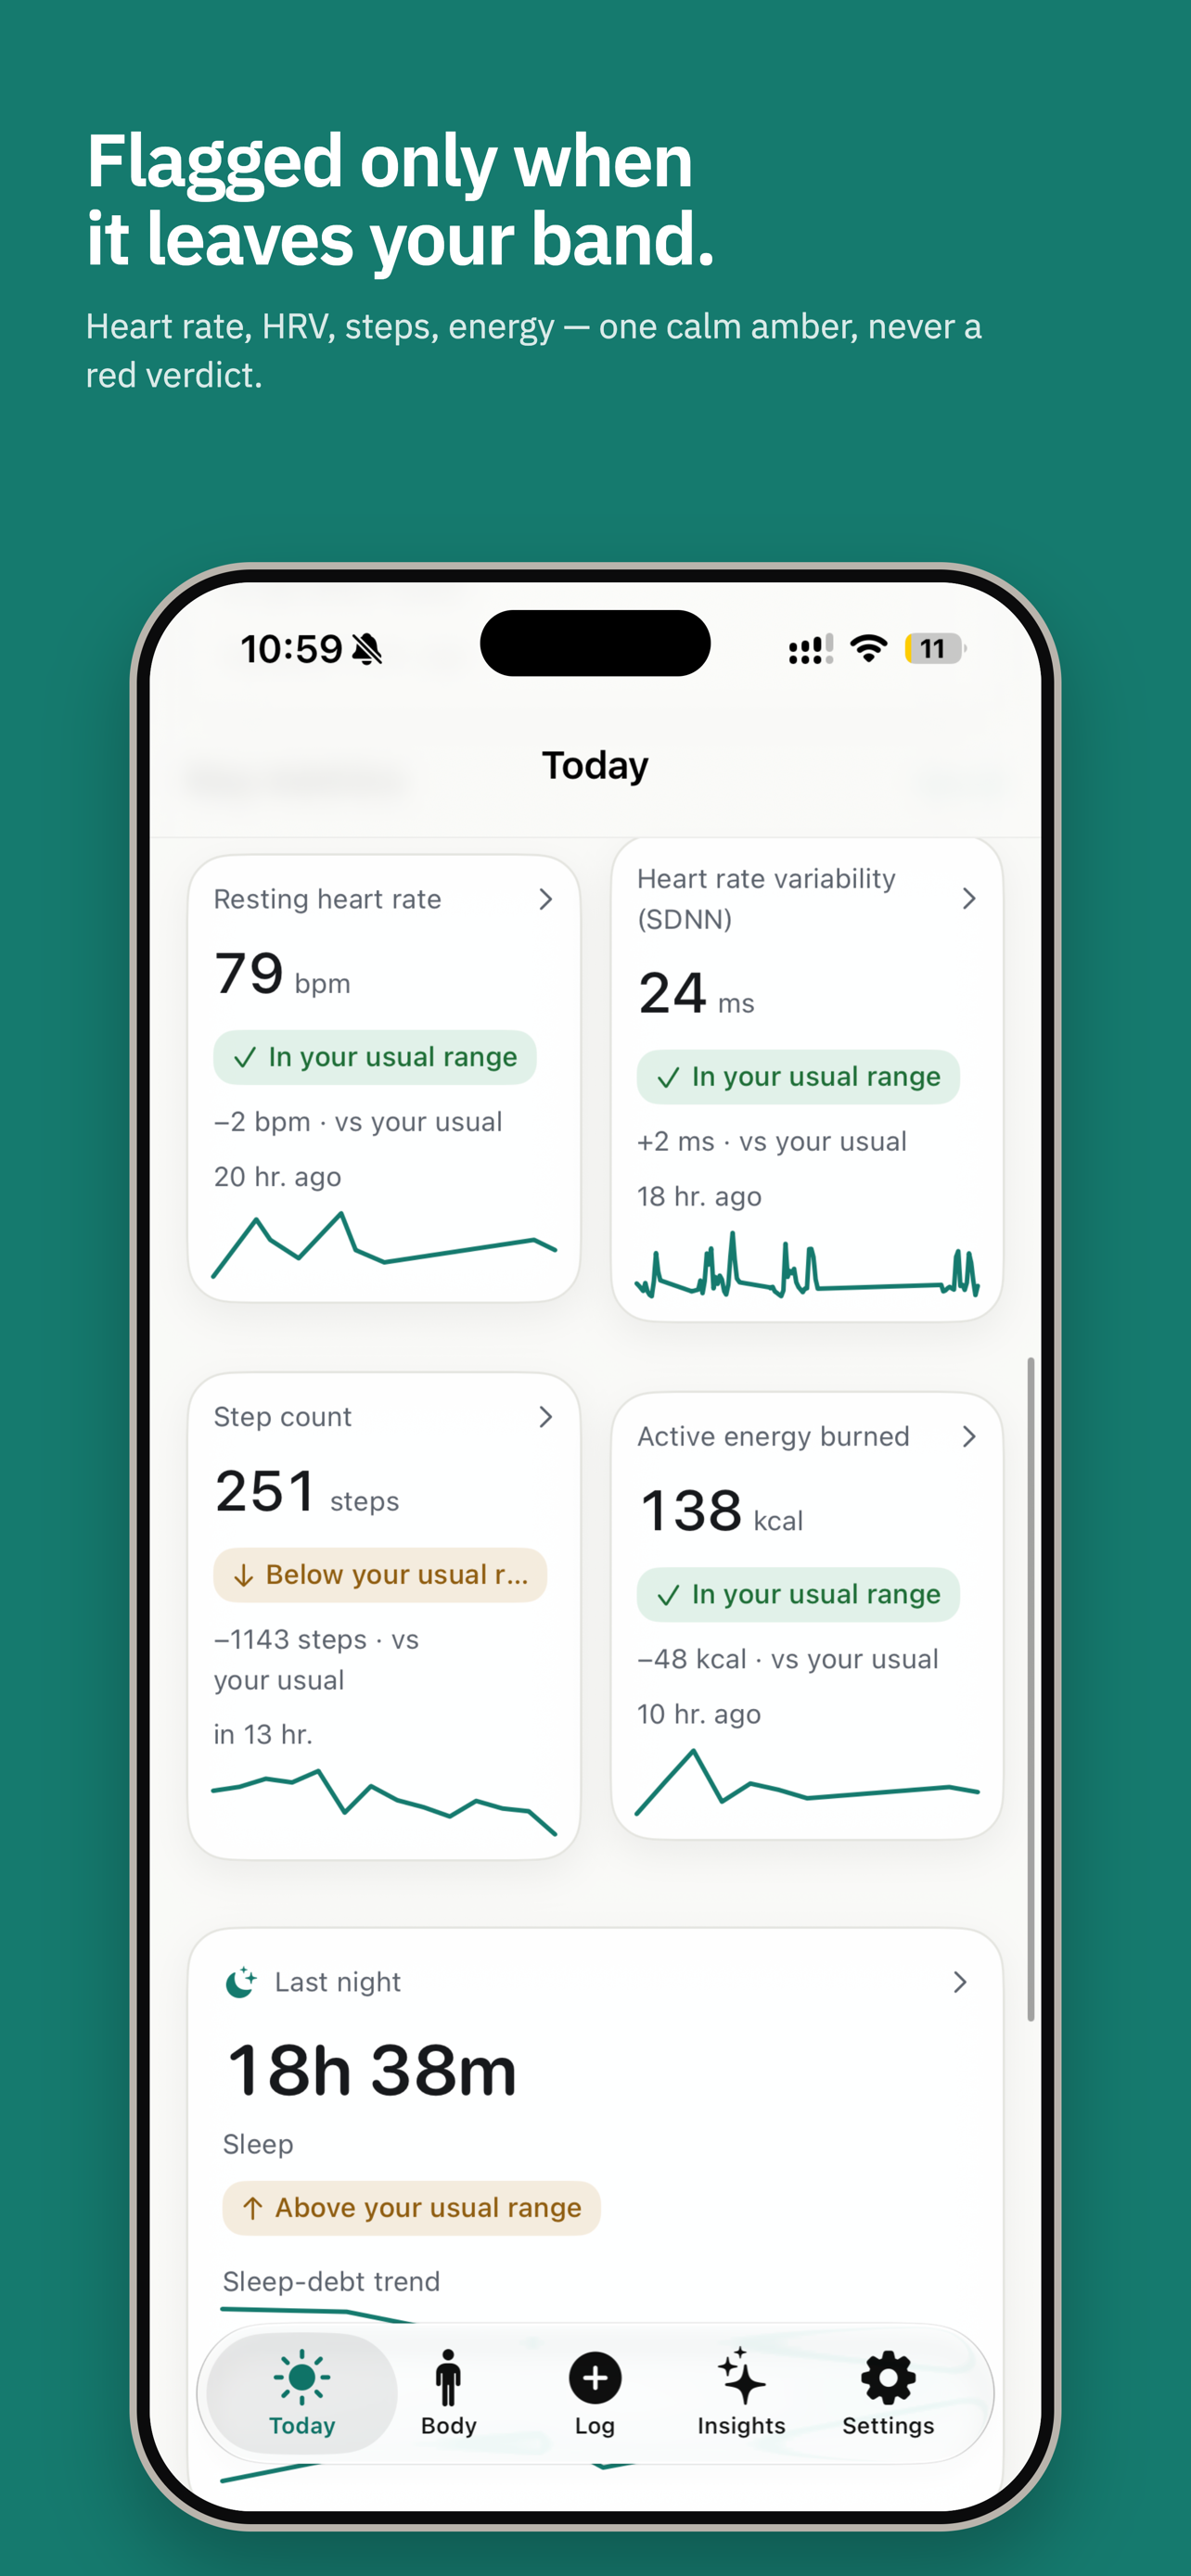 Flagged only when
it leaves your band.
Heart rate, HRV, steps, energy — one calm amber, never a
red verdict.
10:59
11
Today
Resting heart rate
79 bpm
✓ In your usual range
–2 bpm · vs your usual
20 hr. ago
Heart rate variability
(SDNN)
24 ms
✓ In your usual range
+2 ms · vs your usual
18 hr. ago
Step count
251 steps
↓ Below your usual r...
–1143 steps · vs
your usual
in 13 hr.
Active energy burned
138 kcal
✓ In your usual range
–48 kcal · vs your usual
10 hr. ago
Last night
18h 38m
Sleep
↑ Above your usual range
Sleep-debt trend
Today
Body
Log
Insights
Settings